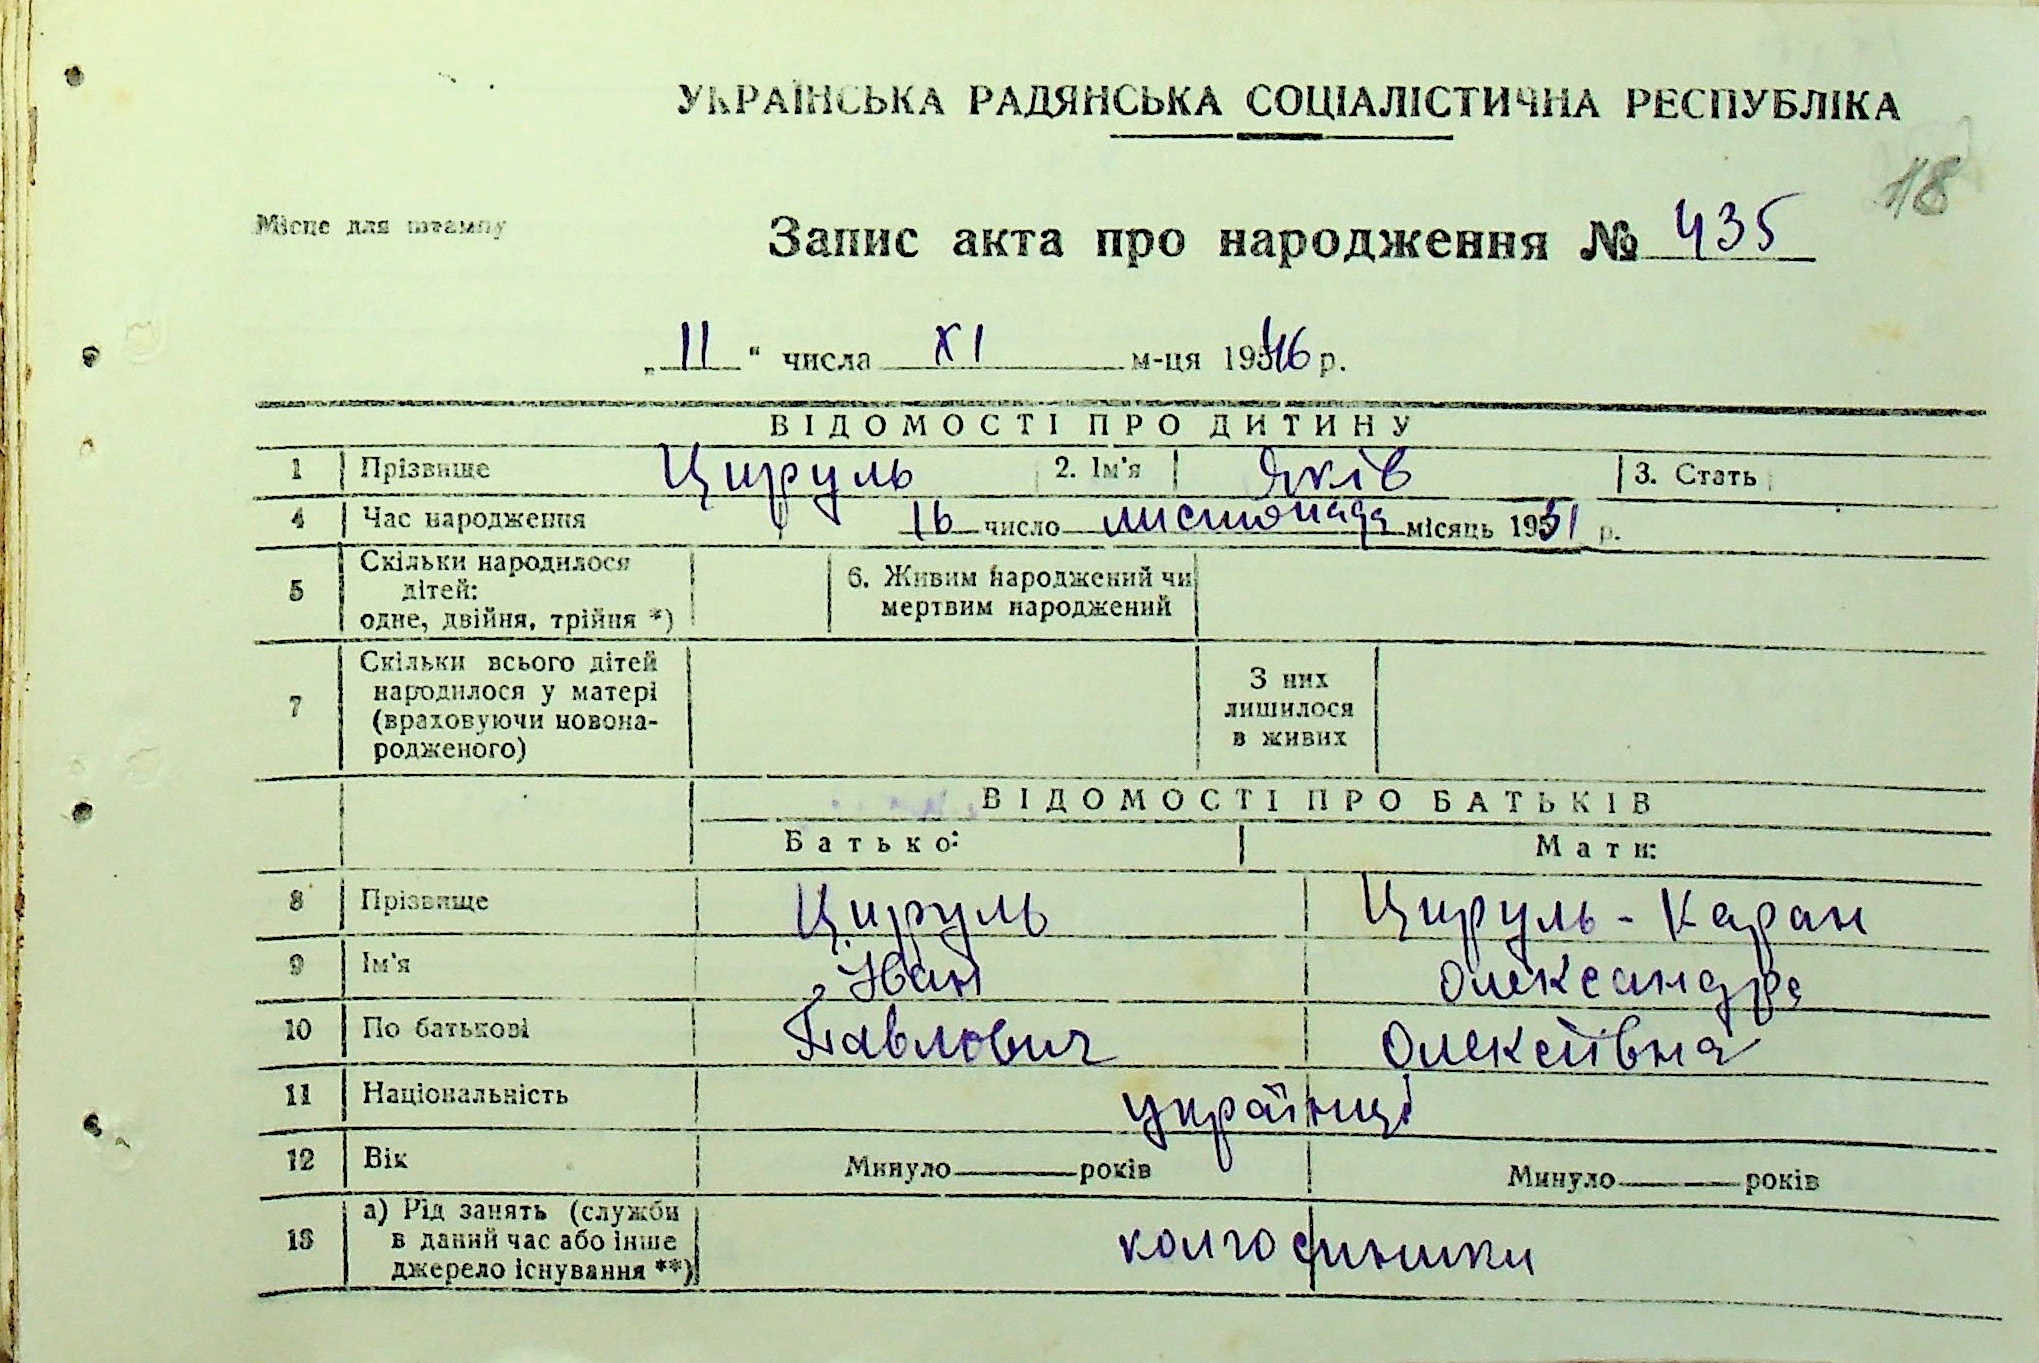 УКРАЇНСЬКА РАДЯНСЬКА СОЦІАЛІСТИЧНА РЕСПУБЛІКА
18
Місце для штампу
Запис акта про народження № 435
„ 11 " числа XI м-ця 1946 р.
ВІДОМОСТІ ПРО ДИТИНУ
1 Прізвище Цируль 2. Ім'я Яків 3. Стать
4 Час народження 16 число листопада місяць 1931 р.
5 Скільки народилося дітей: одне, двійня, трійня *) 6. Живим народжений чи мертвим народжений
7 Скільки всього дітей народилося у матері (враховуючи новонародженого) З них лишилося в живих
ВІДОМОСТІ ПРО БАТЬКІВ
Батько: Мати:
8 Прізвище Цируль Цируль-Каран
9 Ім'я Іван Олександра
10 По батькові Павлович Олексіївна
11 Національність українці
12 Вік Минуло років Минуло років
13 а) Рід занять (служби в даний час або інше джерело існування **) колгоспники